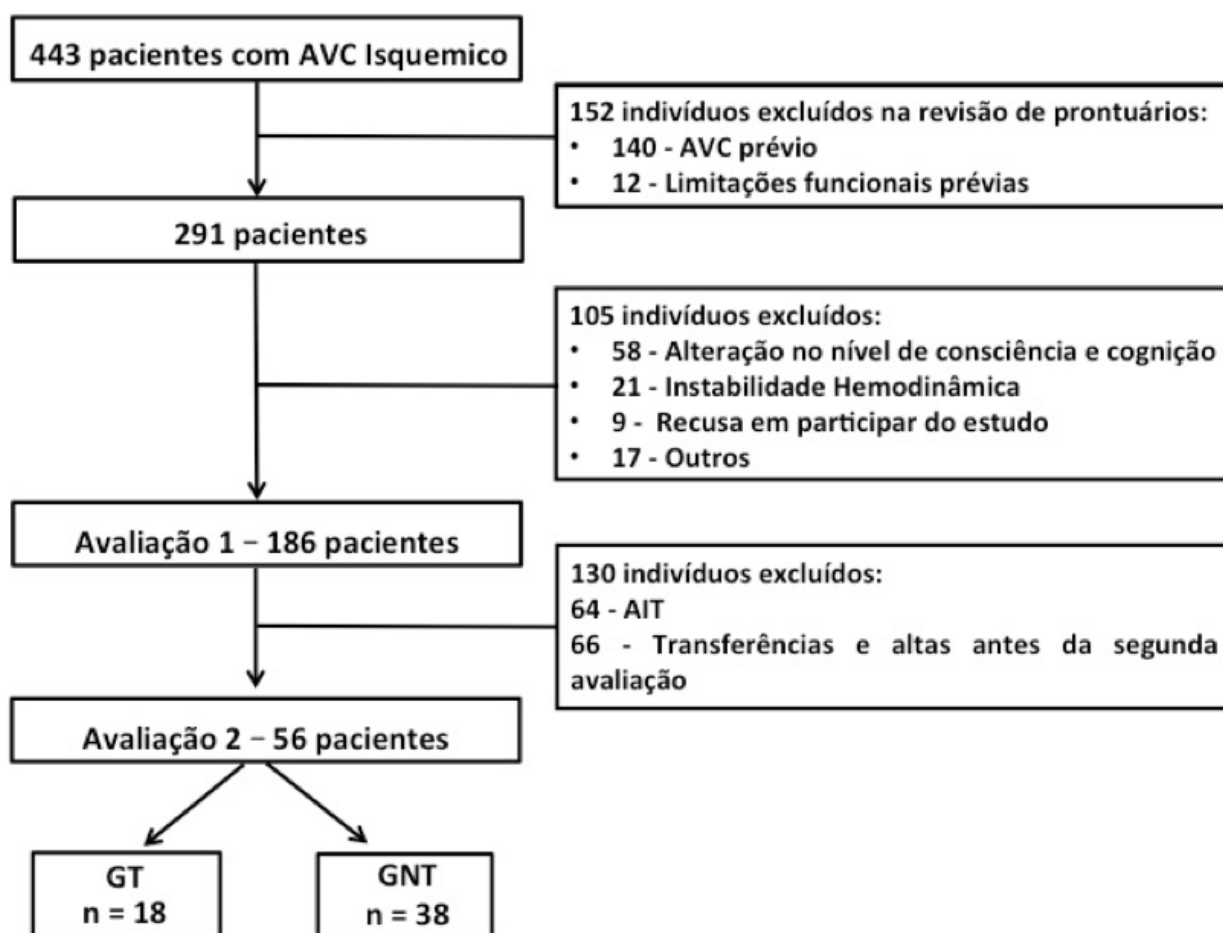 443 pacientes com AVC Isquemico
152 indivíduos excluídos na revisão de prontuários:
• 140 - AVC prévio
• 12 - Limitações funcionais prévias
291 pacientes
105 indivíduos excluídos:
• 58 - Alteração no nível de consciência e cognição
• 21 - Instabilidade Hemodinâmica
• 9 - Recusa em participar do estudo
• 17 - Outros
Avaliação 1 – 186 pacientes
130 indivíduos excluídos:
64 - AIT
66 - Transferências e altas antes da segunda
avaliação
Avaliação 2 – 56 pacientes
GT
n = 18
GNT
n = 38